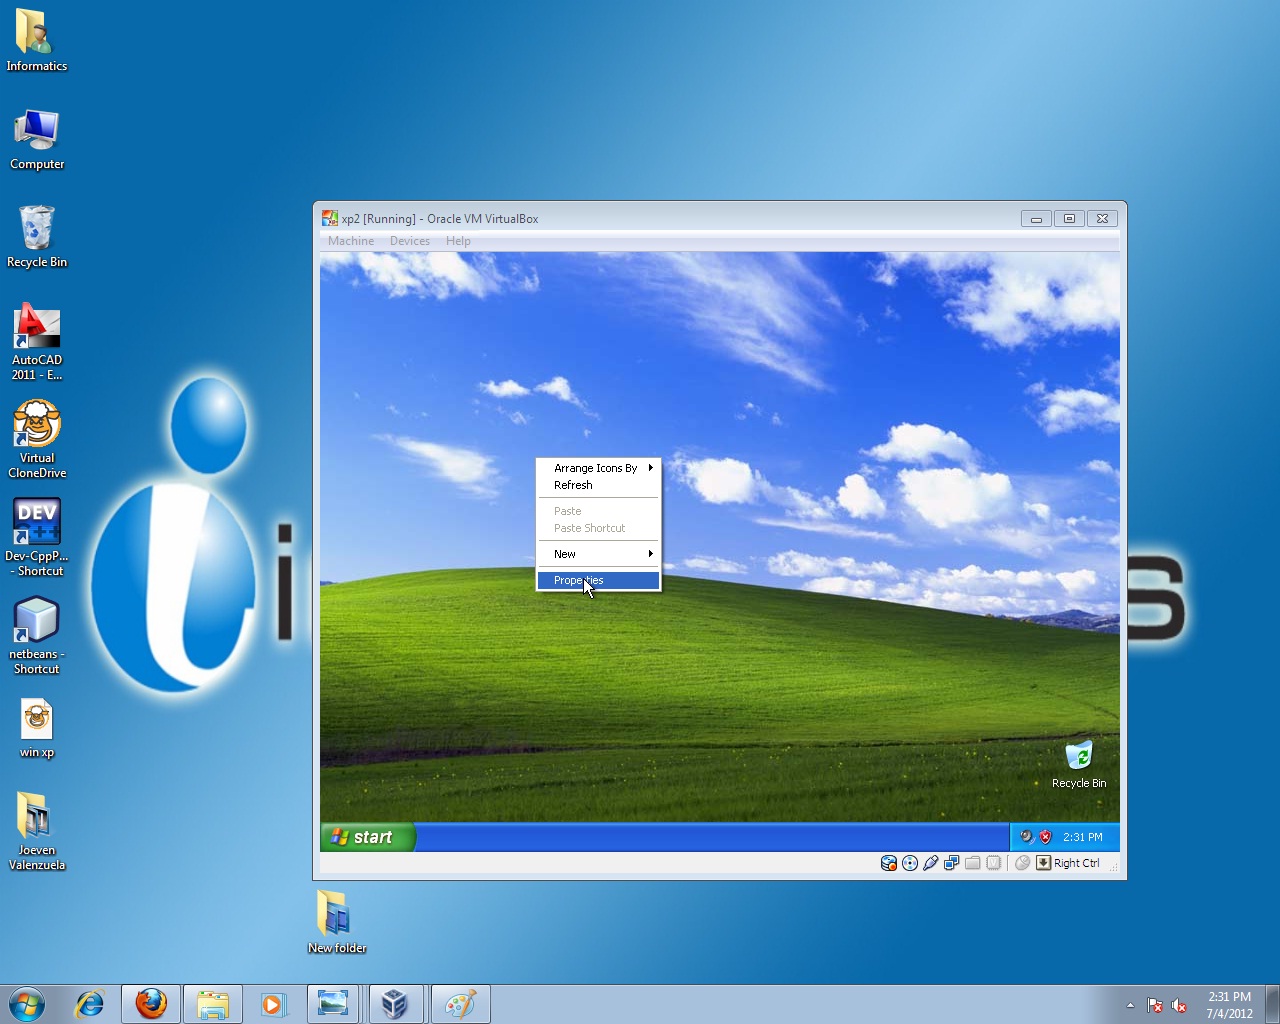 Informatics
Computer
Recycle Bin
AutoCAD
2011 - E...
Virtual
CloneDrive
Dev-CppP...
- Shortcut
netbeans -
Shortcut
win xp
Joeven
Valenzuela
New folder
xp2 [Running] - Oracle VM VirtualBox
Machine Devices Help
Arrange Icons By
Refresh
Paste
Paste Shortcut
New
Properties
Recycle Bin
start
2:31 PM
Right Ctrl
2:31 PM
7/4/2012
DEV
C++